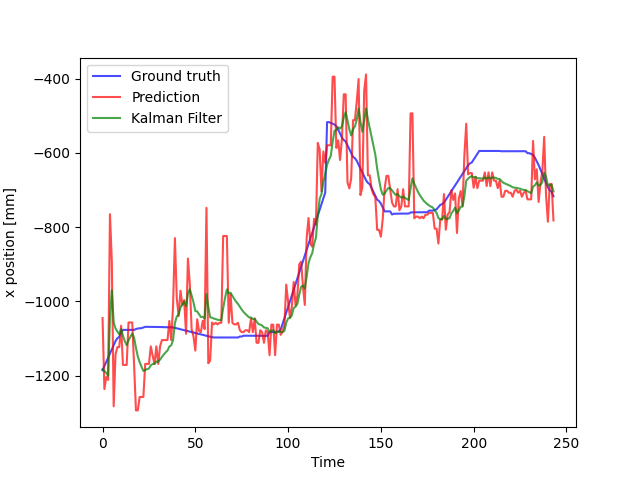 Ground truth
Prediction
Kalman Filter
−400
−600
−800
−1000
−1200
x position [mm]
0
50
100
150
200
250
Time